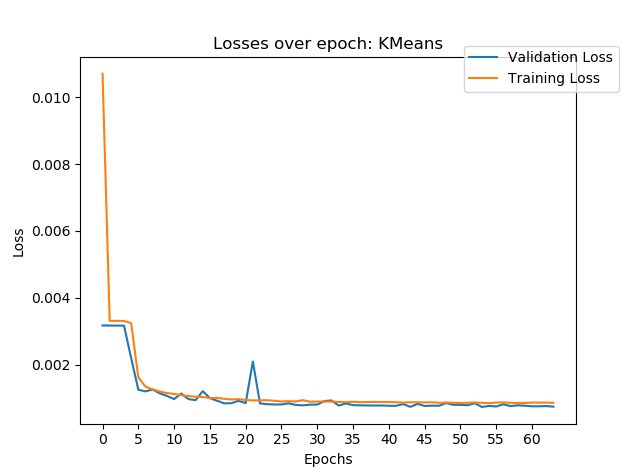 Losses over epoch: KMeans
Validation Loss
Training Loss
0.010
0.008
0.006
0.004
0.002
Loss
0 5 10 15 20 25 30 35 40 45 50 55 60
Epochs